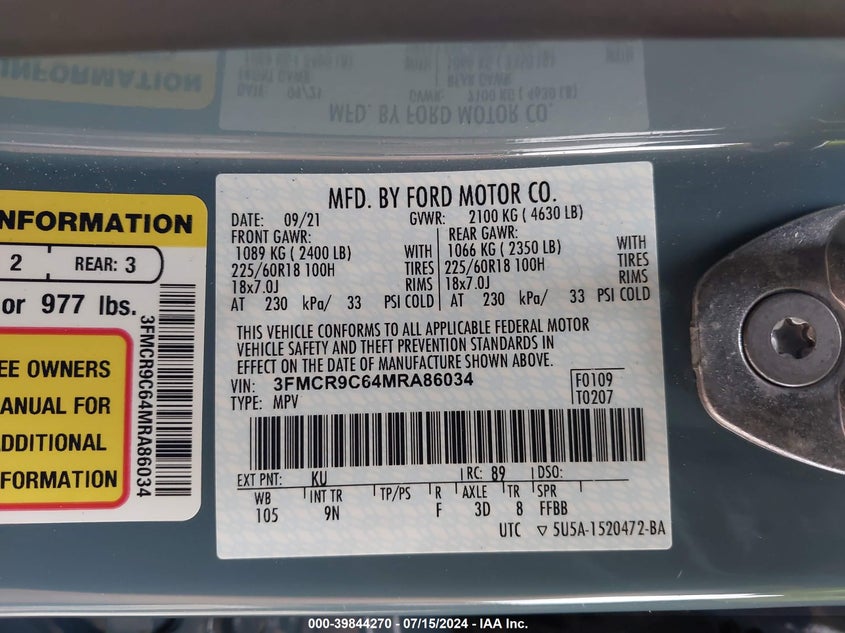 MFD. BY FORD MOTOR CO.
DATE: 09/21 GVWR: 2100 KG ( 4630 LB)
FRONT GAWR: REAR GAWR:
1089 KG ( 2400 LB) WITH 1066 KG ( 2350 LB) WITH
225/60R18 100H TIRES 225/60R18 100H TIRES
18x7.0J RIMS 18x7.0J RIMS
AT 230 kPa/ 33 PSI COLD AT 230 kPa/ 33 PSI COLD
THIS VEHICLE CONFORMS TO ALL APPLICABLE FEDERAL MOTOR
VEHICLE SAFETY AND THEFT PREVENTION STANDARDS IN
EFFECT ON THE DATE OF MANUFACTURE SHOWN ABOVE.
VIN: 3FMCR9C64MRA86034 F0109
TYPE: MPV T0207
EXT PNT: KU RC: 89 DSO:
WB INT TR TP/PS R AXLE TR SPR
105 9N F 3D 8 FFBB
UTC ▽ 5U5A-1520472-BA
NFORMATION
2 REAR: 3
or 977 lbs.
EE OWNERS
ANUAL FOR
DDITIONAL
FORMATION
3FMCR9C64MRA86034
000-39844270 - 07/15/2024 - IAA Inc.